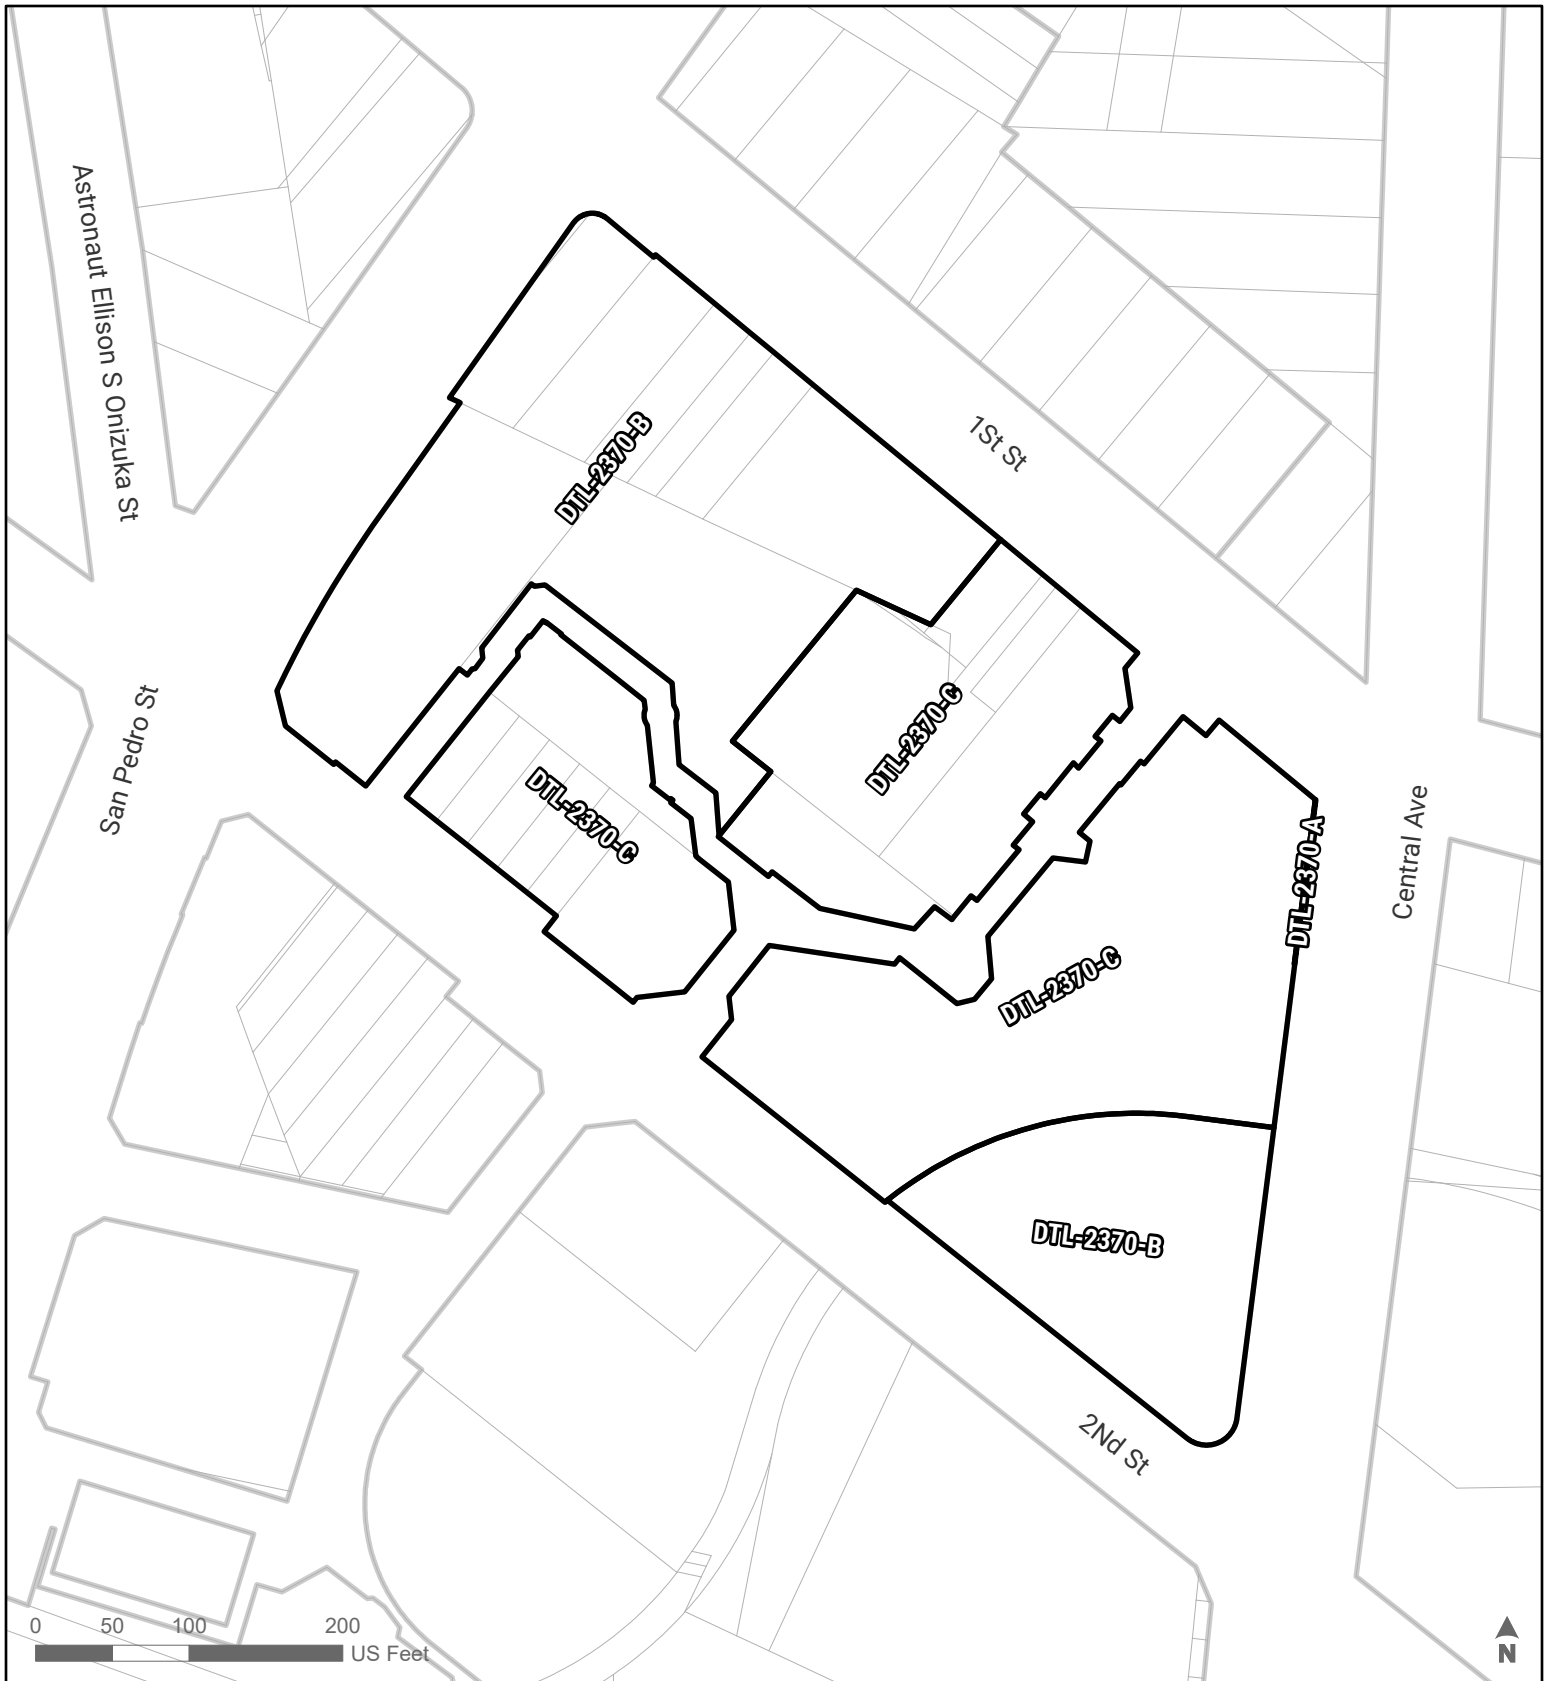 Astronaut Ellison S Onizuka St
1St St
DTL-2370-B
San Pedro St
DTL-2370-C
DTL-2370-C
DTL-2370-A
Central Ave
DTL-2370-C
DTL-2370-B
2Nd St
0 50 100 200
US Feet
N